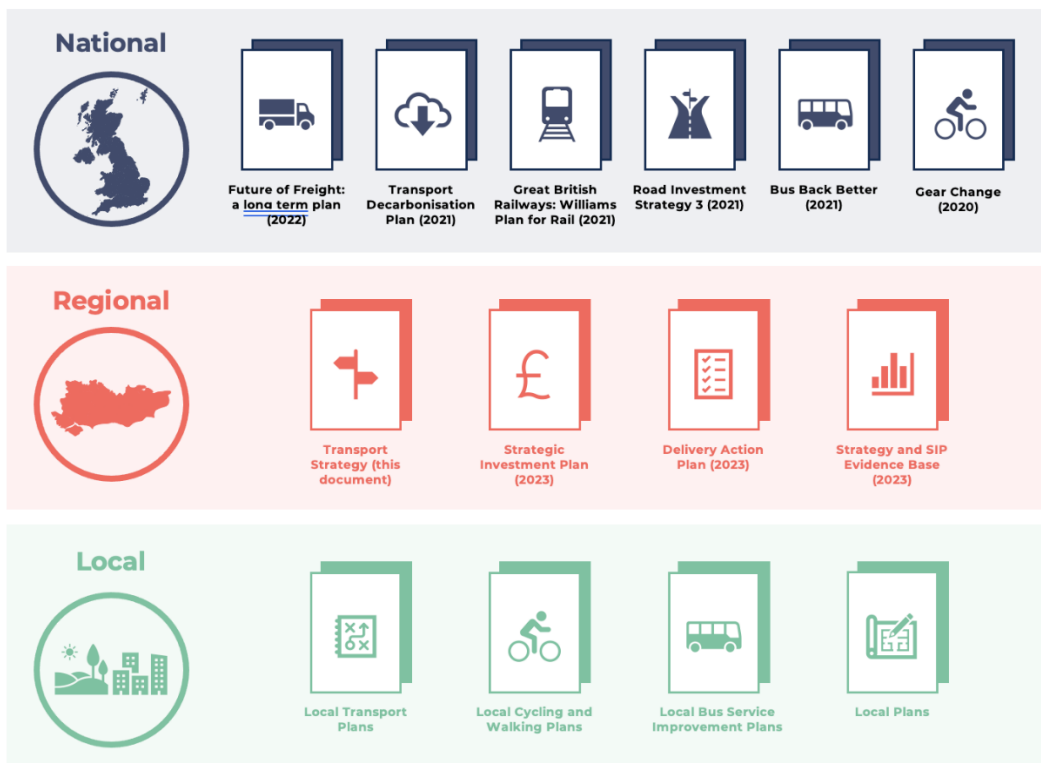 National
Future of Freight:
a long term plan
(2022)
Transport
Decarbonisation
Plan (2021)
Great British
Railways: Williams
Plan for Rail (2021)
Road Investment
Strategy 3 (2021)
Bus Back Better
(2021)
Gear Change
(2020)
Regional
£
Transport
Strategy (this
document)
Strategic
Investment Plan
(2023)
Delivery Action
Plan (2023)
Strategy and SIP
Evidence Base
(2023)
Local
Local Transport
Plans
Local Cycling and
Walking Plans
Local Bus Service
Improvement Plans
Local Plans